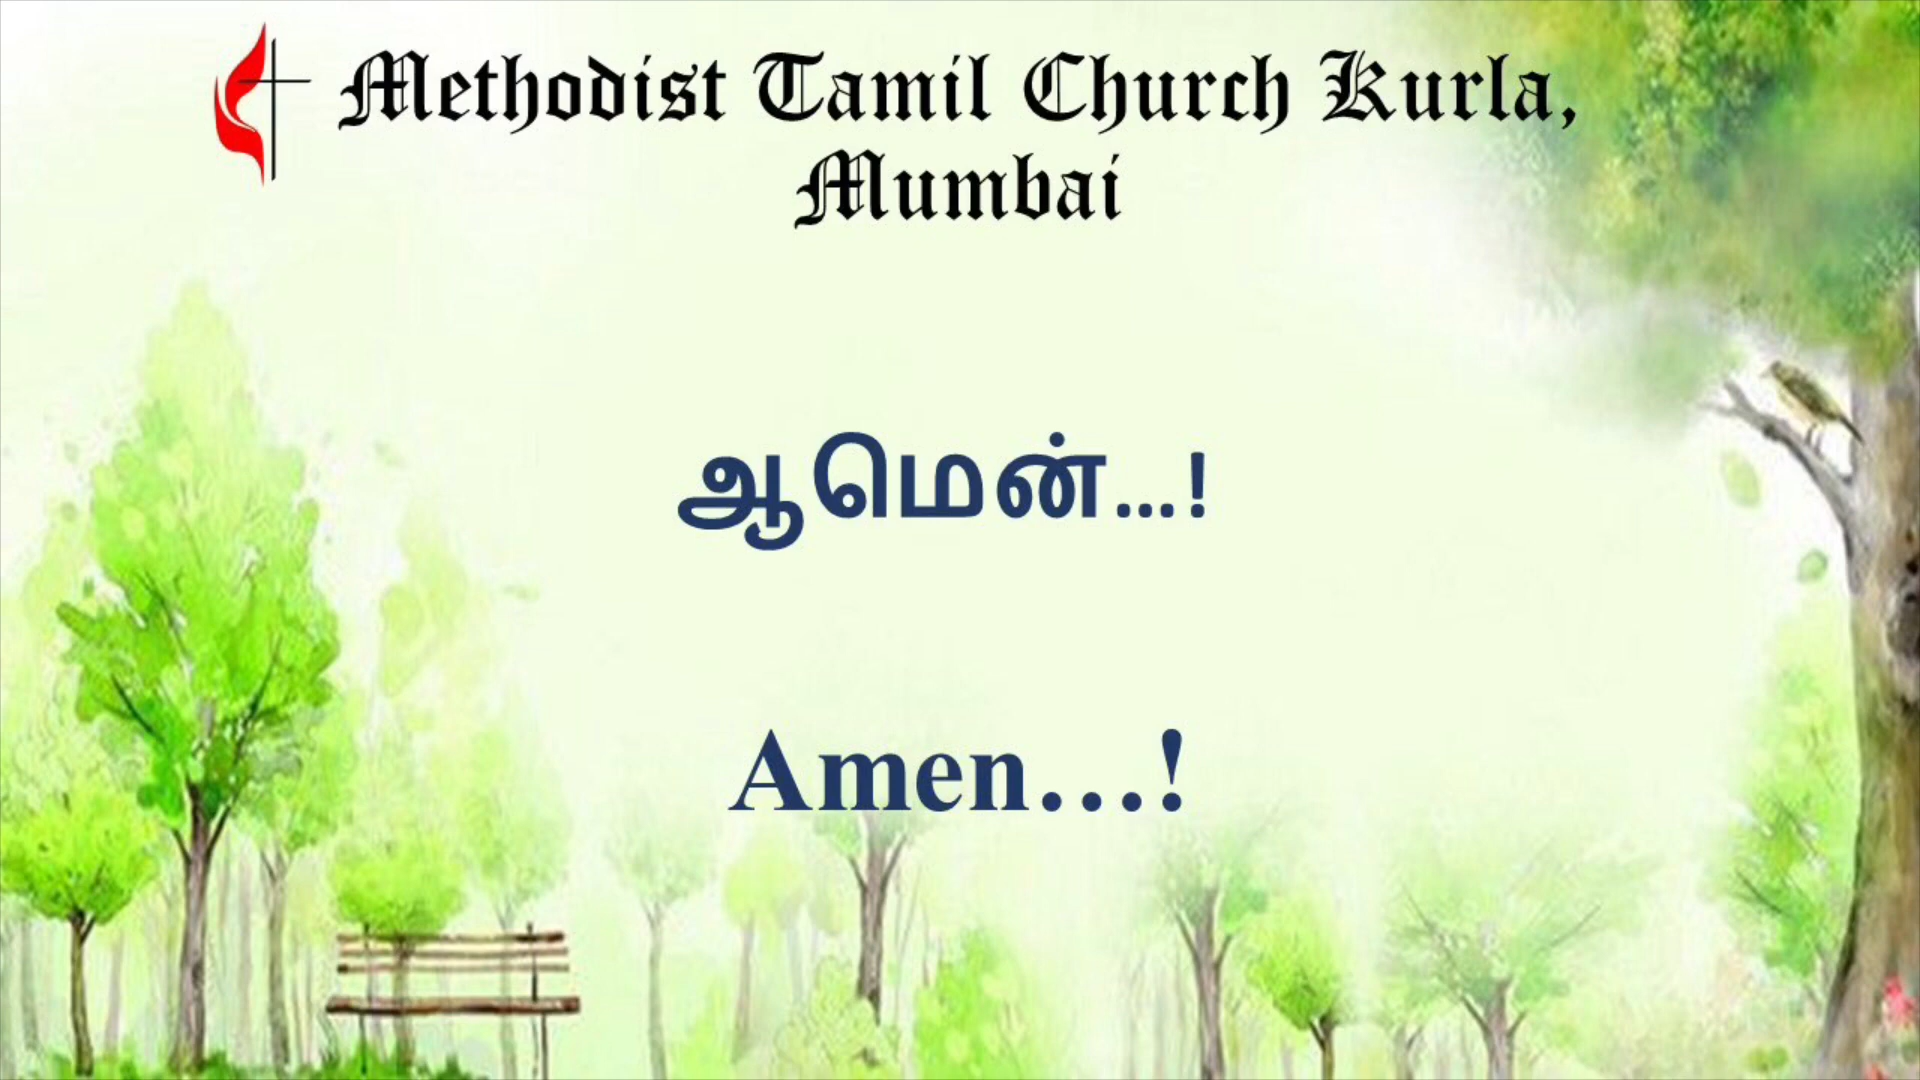 Methodist Tamil Church Kurla,
Mumbai
ஆமென்...!
Amen...!